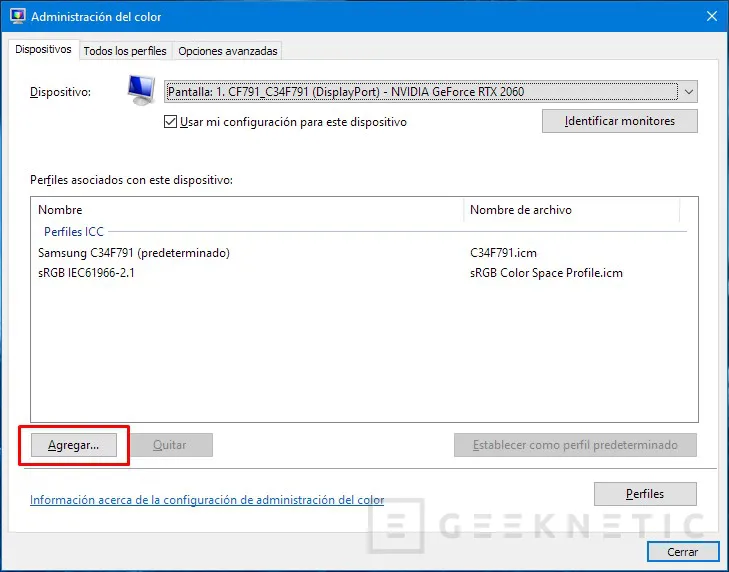 Administración del color
Dispositivos Todos los perfiles Opciones avanzadas
Dispositivo: Pantalla: 1. CF791_C34F791 (DisplayPort) - NVIDIA GeForce RTX 2060
Usar mi configuración para este dispositivo Identificar monitores
Perfiles asociados con este dispositivo:
Nombre Nombre de archivo
Perfiles ICC
Samsung C34F791 (predeterminado) C34F791.icm
sRGB IEC61966-2.1 sRGB Color Space Profile.icm
Agregar... Quitar Establecer como perfil predeterminado
Información acerca de la configuración de administración del color Perfiles
GEEKNETIC
Cerrar